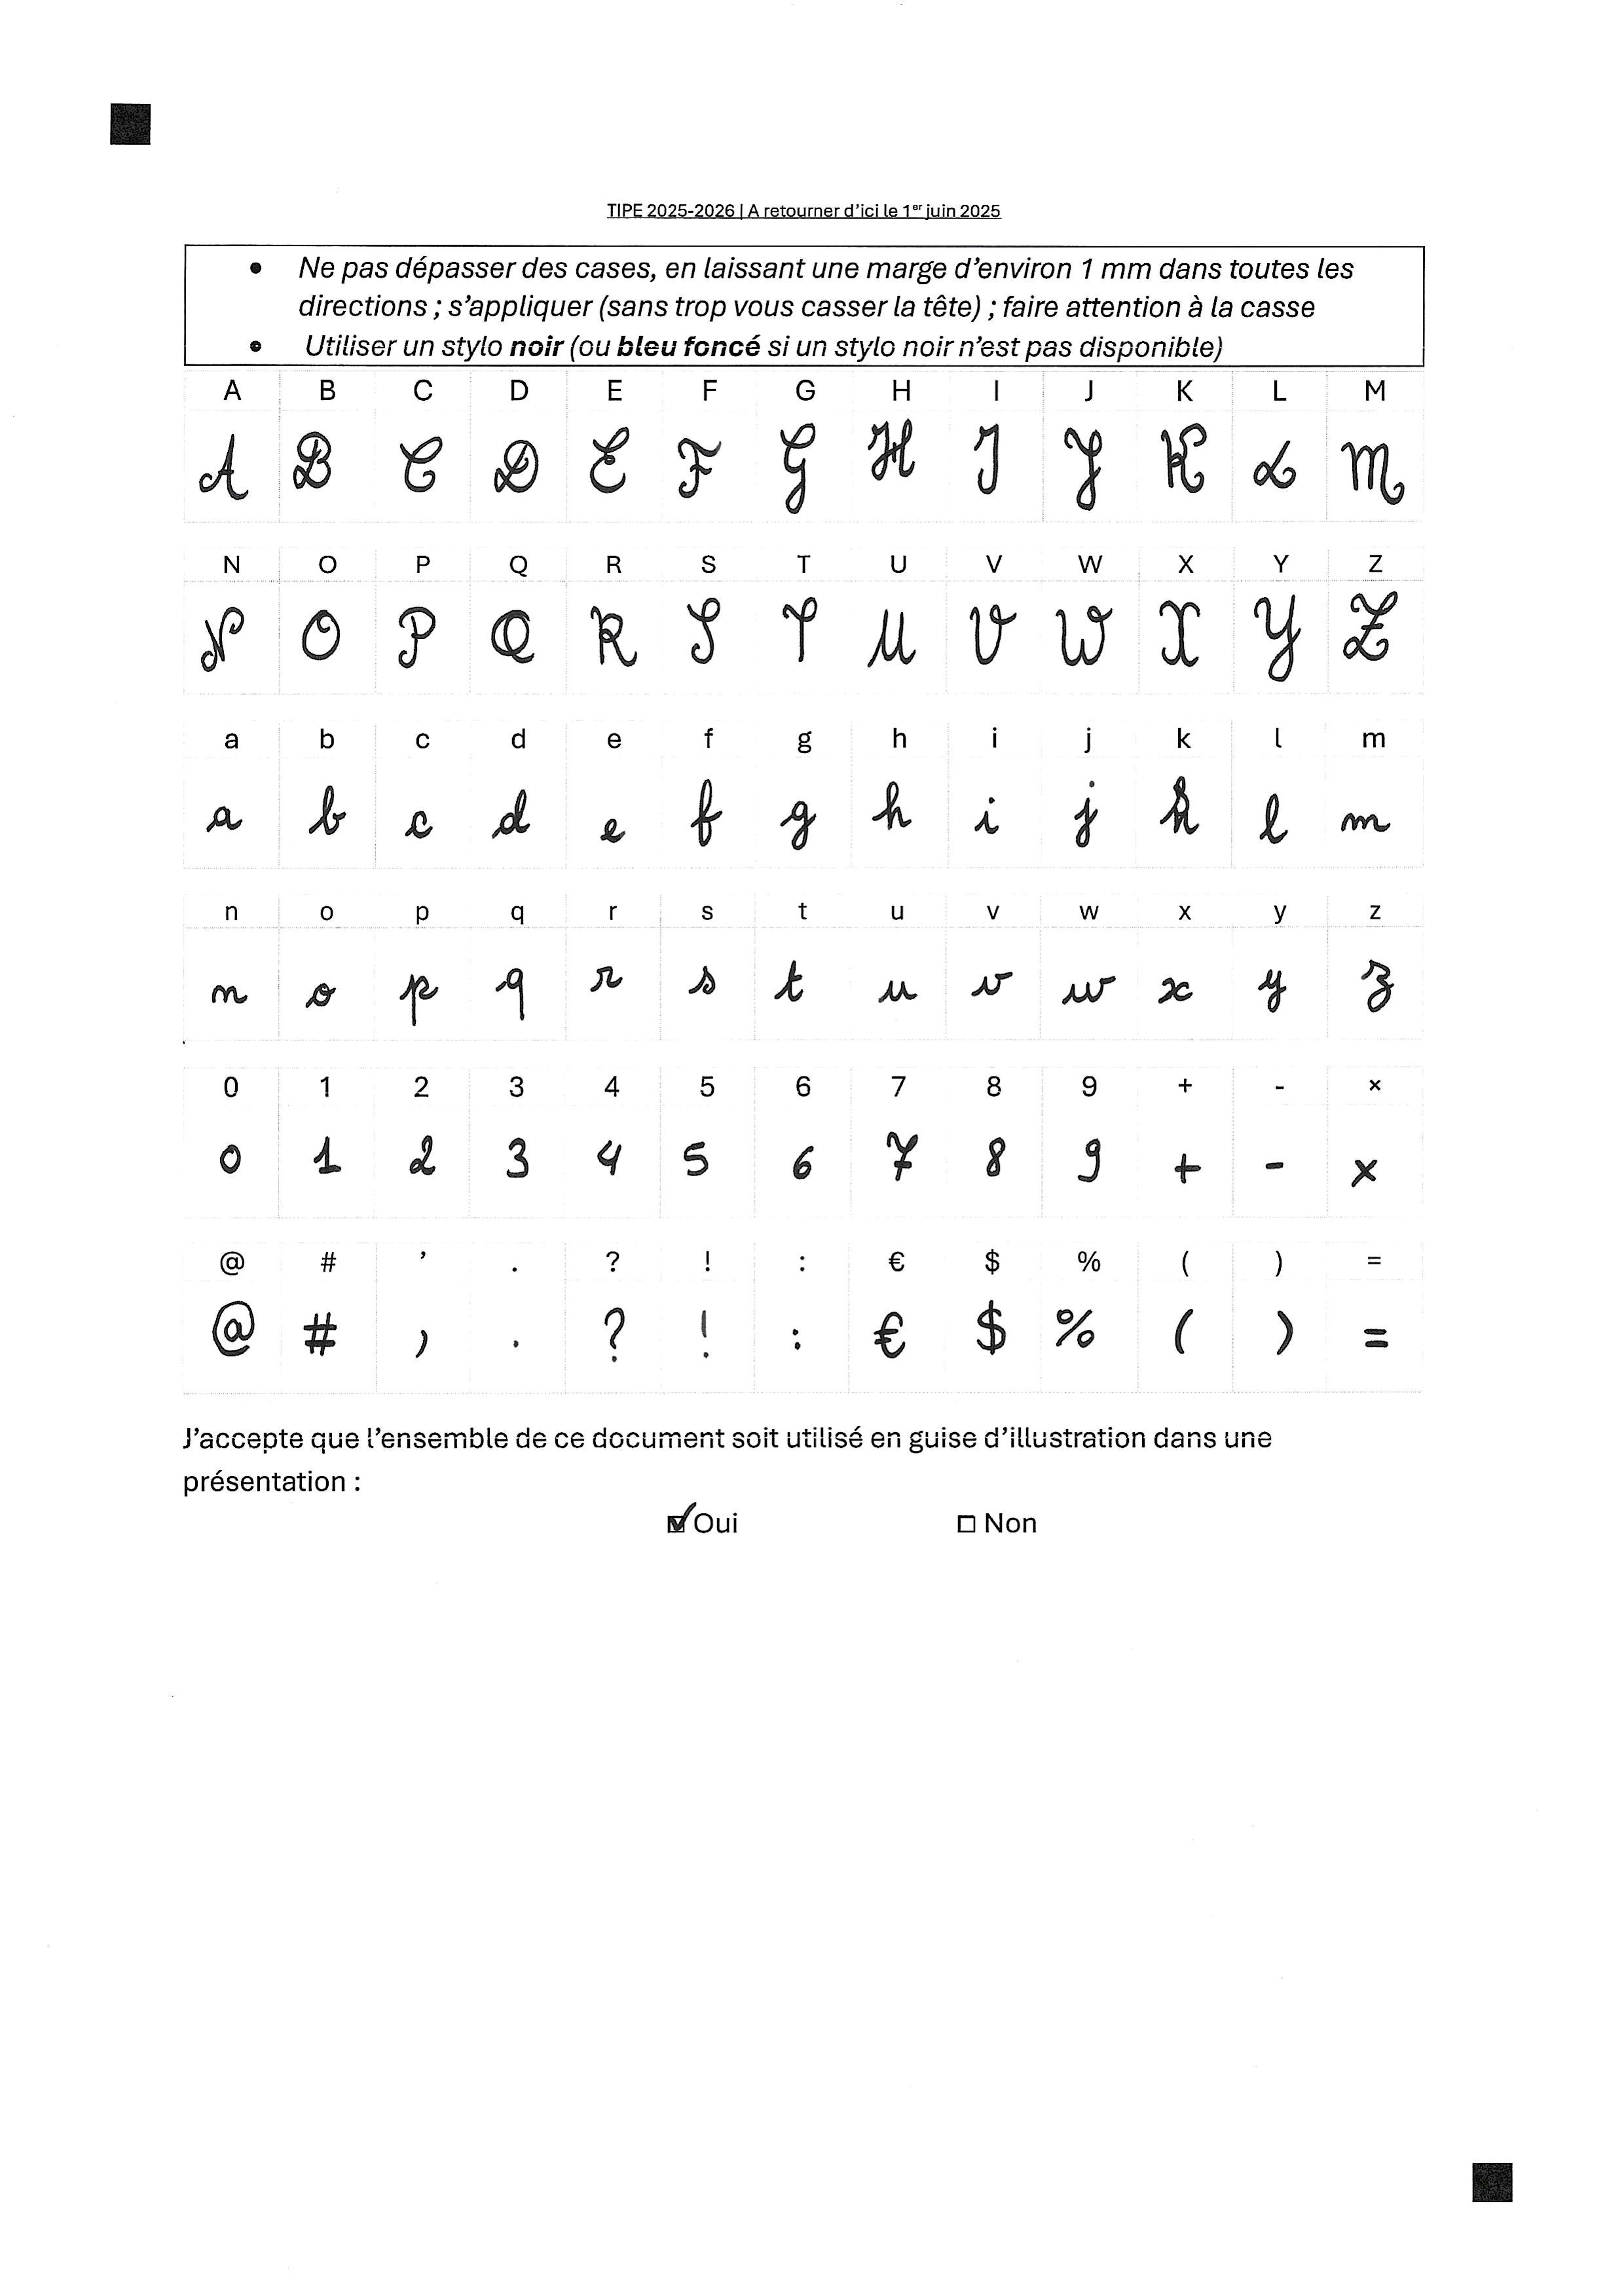 TIPE 2025-2026 | A retourner d'ici le 1er juin 2025
• Ne pas dépasser des cases, en laissant une marge d'environ 1 mm dans toutes les
directions ; s'appliquer (sans trop vous casser la tête) ; faire attention à la casse
• Utiliser un stylo noir (ou bleu foncé si un stylo noir n'est pas disponible)
A B C D E F G H I J K L M
A B C D E F G H I J K L M
N O P Q R S T U V W X Y Z
N O P Q R S T U V W X Y Z
a b c d e f g h i j k l m
a b c d e f g h i j k l m
n o p q r s t u v w x y z
n o p q r s t u v w x y z
0 1 2 3 4 5 6 7 8 9 + - ×
0 1 2 3 4 5 6 7 8 9 + - ×
@ # ’ . ? ! : € $ % ( ) =
@ # , . ? ! : € $ % ( ) =
J'accepte que l'ensemble de ce document soit utilisé en guise d'illustration dans une
présentation :
☑ Oui ☐ Non